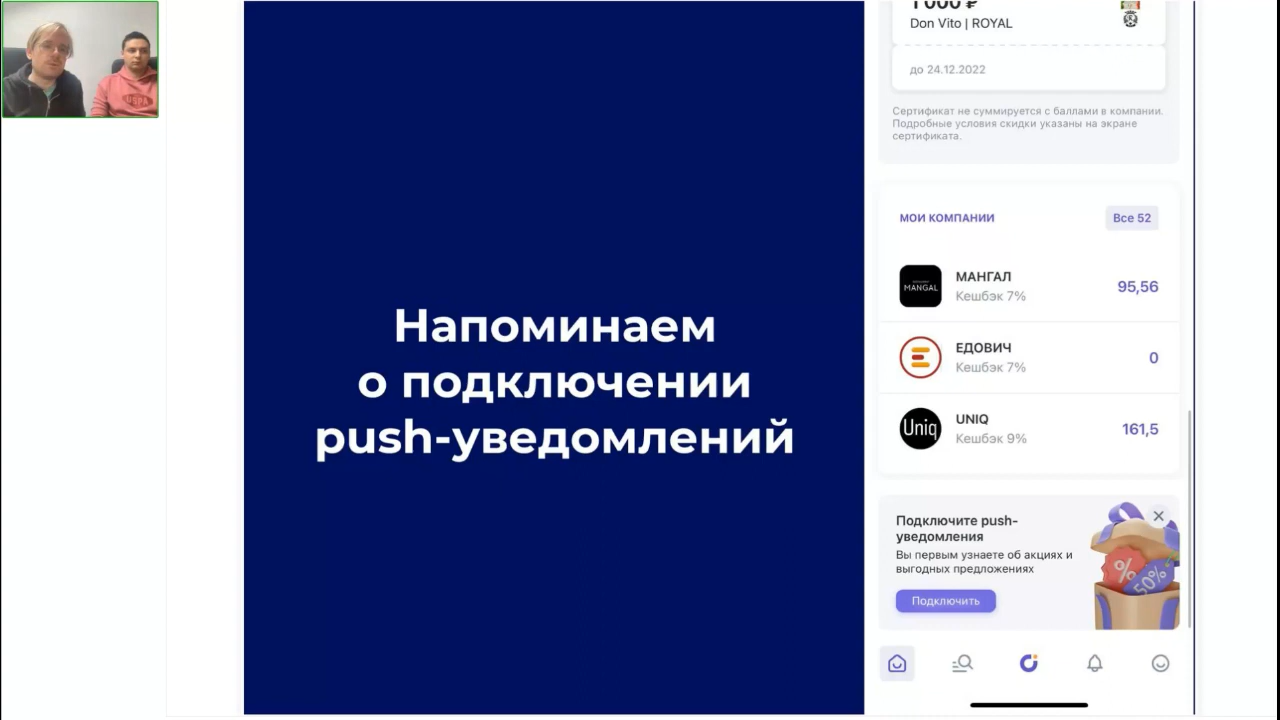 USPA
Напоминаем
о подключении
push-уведомлений
1 000 ₽
Don Vito | ROYAL
до 24.12.2022
Сертификат не суммируется с баллами в компании.
Подробные условия скидки указаны на экране
сертификата.
МОИ КОМПАНИИ
Все 52
MANGAL
МАНГАЛ
95,56
Кешбэк 7%
ЕДОВИЧ
0
Кешбэк 7%
Uniq
UNIQ
161,5
Кешбэк 9%
Подключите push-
уведомления
Вы первым узнаете об акциях и
выгодных предложениях
%
50%
Подключить